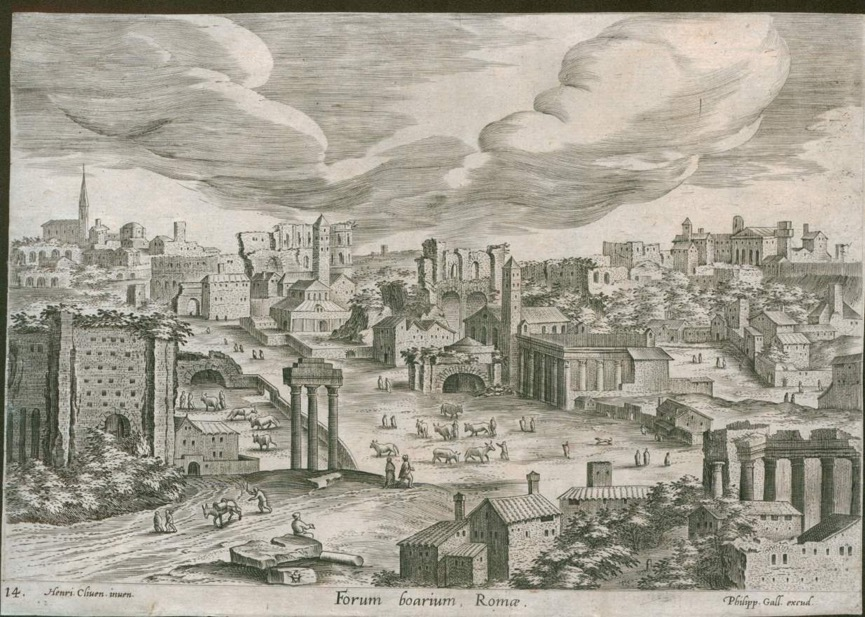 14. Henri. Cliuen. inuen. Forum boarium, Romæ. Philipp. Gall. excud.